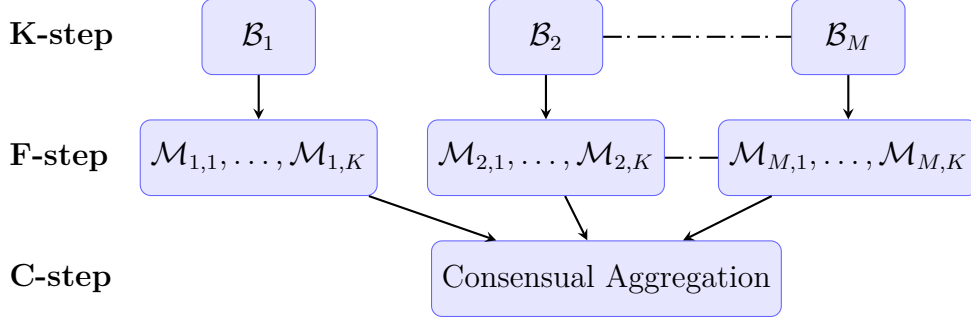 K-step ℬ₁ ℬ₂ ℬ_M
F-step ℳ₁,₁, . . . , ℳ₁,K ℳ₂,₁, . . . , ℳ₂,K ℳ_M,₁, . . . , ℳ_M,K
C-step Consensual Aggregation